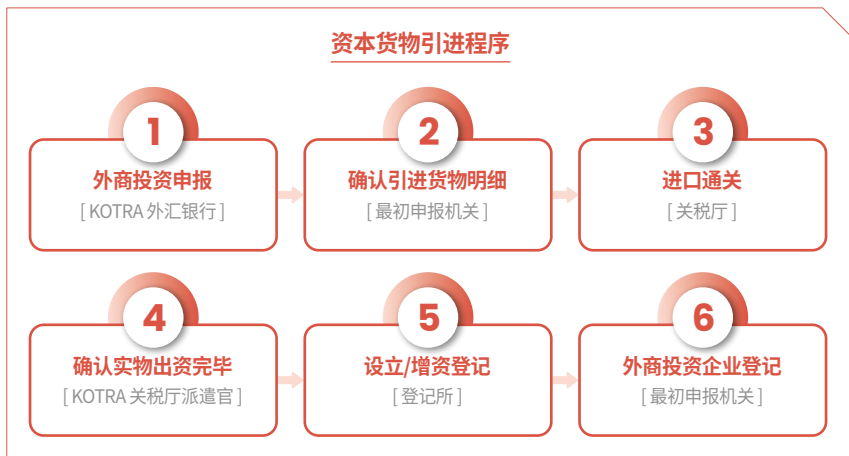 资本货物引进程序
1
外商投资申报
[ KOTRA 外汇银行 ]
2
确认引进货物明细
[ 最初申报机关 ]
3
进口通关
[ 关税厅 ]
4
确认实物出资完毕
[ KOTRA 关税厅派遣官 ]
5
设立/增资登记
[ 登记所 ]
6
外商投资企业登记
[ 最初申报机关 ]